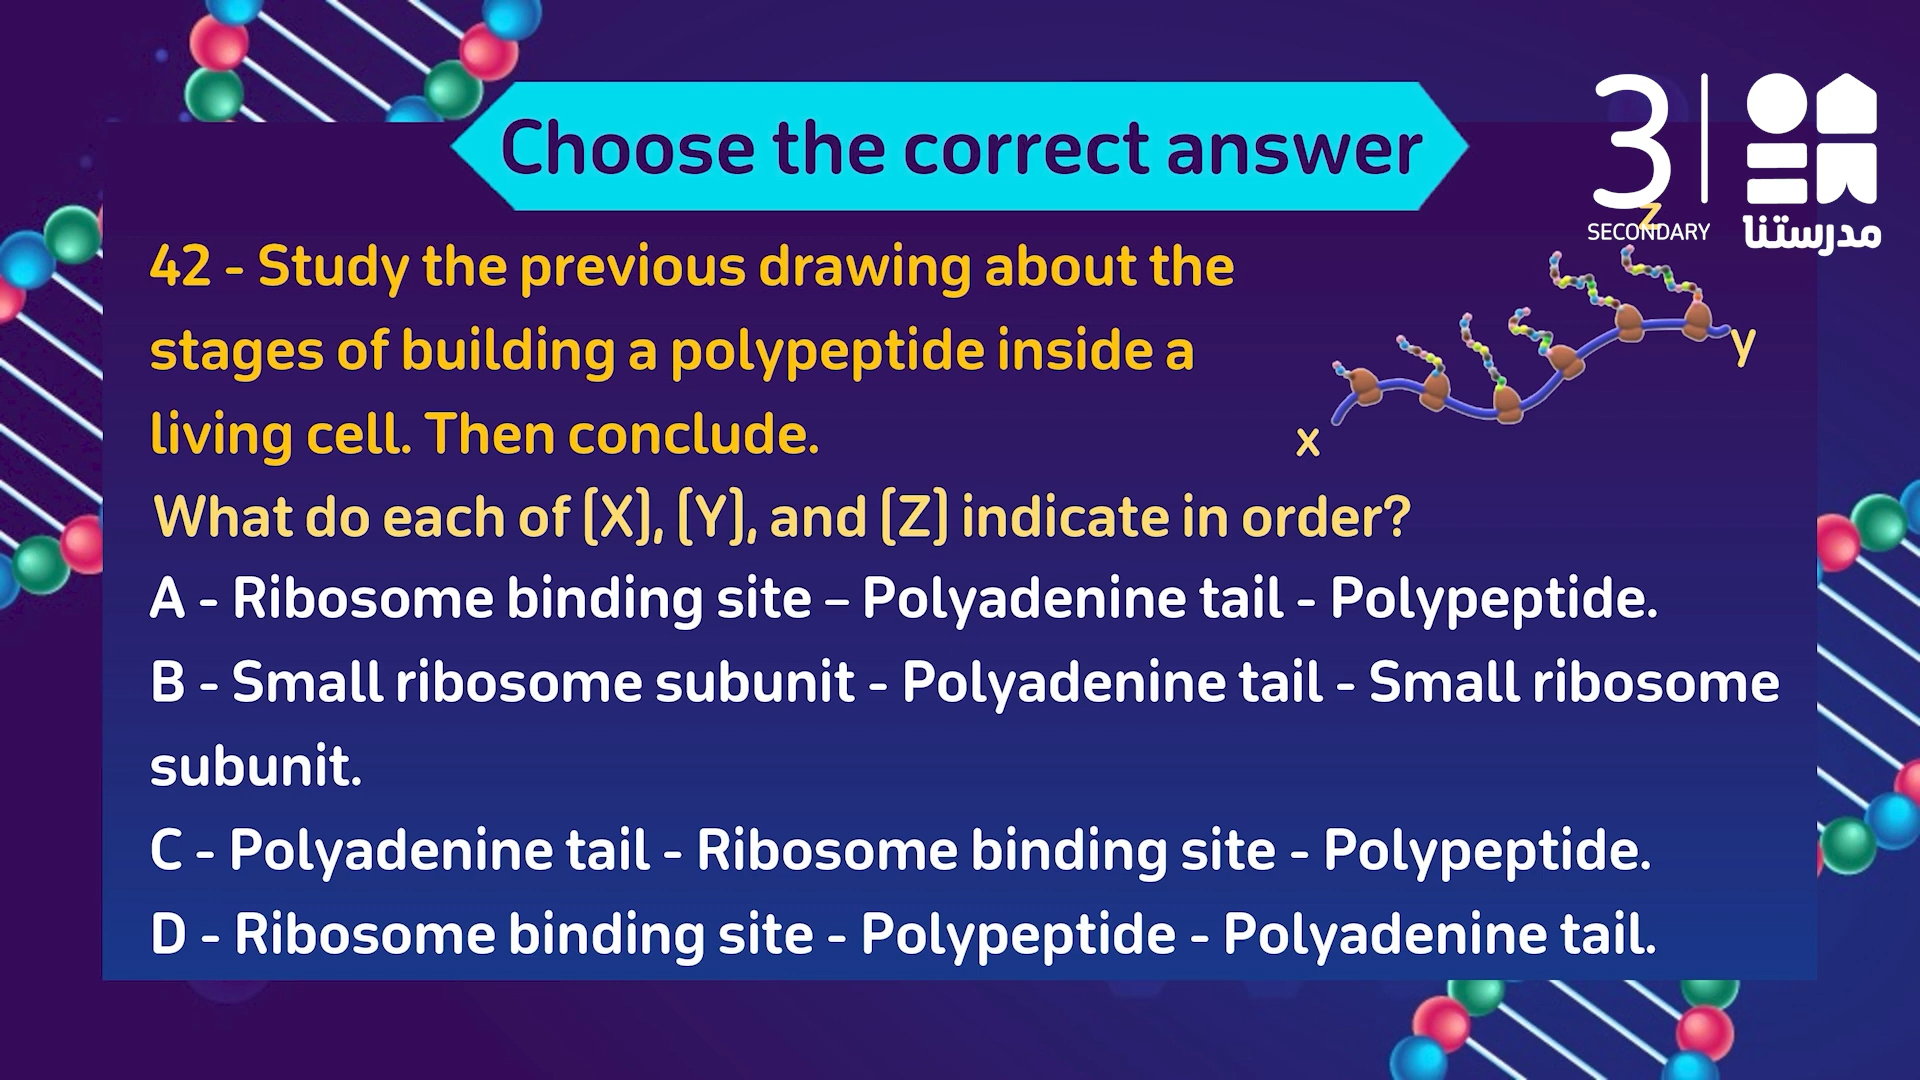 Choose the correct answer
3
SECONDARY
مدرستنا
42 - Study the previous drawing about the
stages of building a polypeptide inside a
living cell. Then conclude.
z
y
x
What do each of (X), (Y), and (Z) indicate in order?
A - Ribosome binding site – Polyadenine tail - Polypeptide.
B - Small ribosome subunit - Polyadenine tail - Small ribosome
subunit.
C - Polyadenine tail - Ribosome binding site - Polypeptide.
D - Ribosome binding site - Polypeptide - Polyadenine tail.